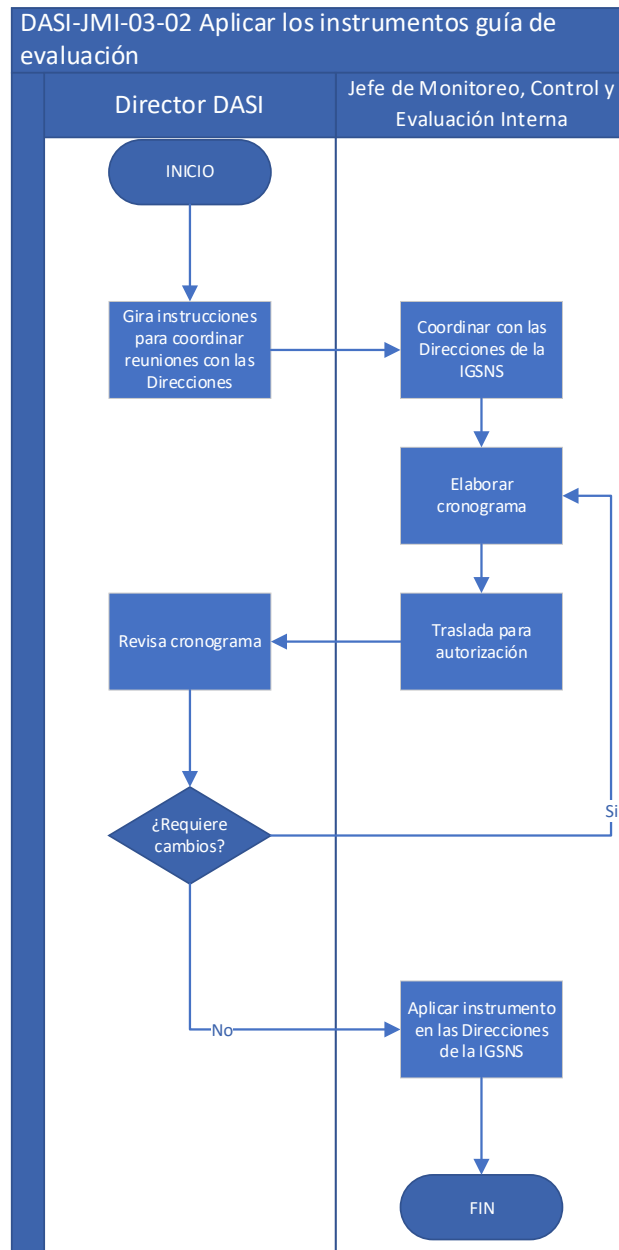 DASI-JMI-03-02 Aplicar los instrumentos guía de
evaluación
Director DASI
Jefe de Monitoreo, Control y
Evaluación Interna
INICIO
Gira instrucciones
para coordinar
reuniones con las
Direcciones
Coordinar con las
Direcciones de la
IGSNS
Elaborar
cronograma
Revisa cronograma
Traslada para
autorización
¿Requiere
cambios?
Si
No
Aplicar instrumento
en las Direcciones
de la IGSNS
FIN